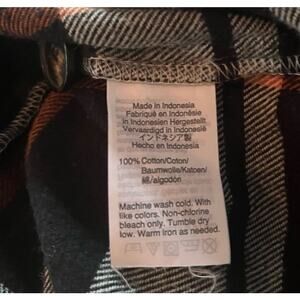 Made in Indonesia
Fabriqué en Indonésie
in Indonesien Hergestellt
Vervaardigd in Indonesië
インドネシア製
Hecho en Indonesia
100% Cotton/Coton/
Baumwolle/Katoen/
綿/algodón
Machine wash cold. With
like colors. Non-chlorine
bleach only. Tumble dry
low. Warm iron as needed.